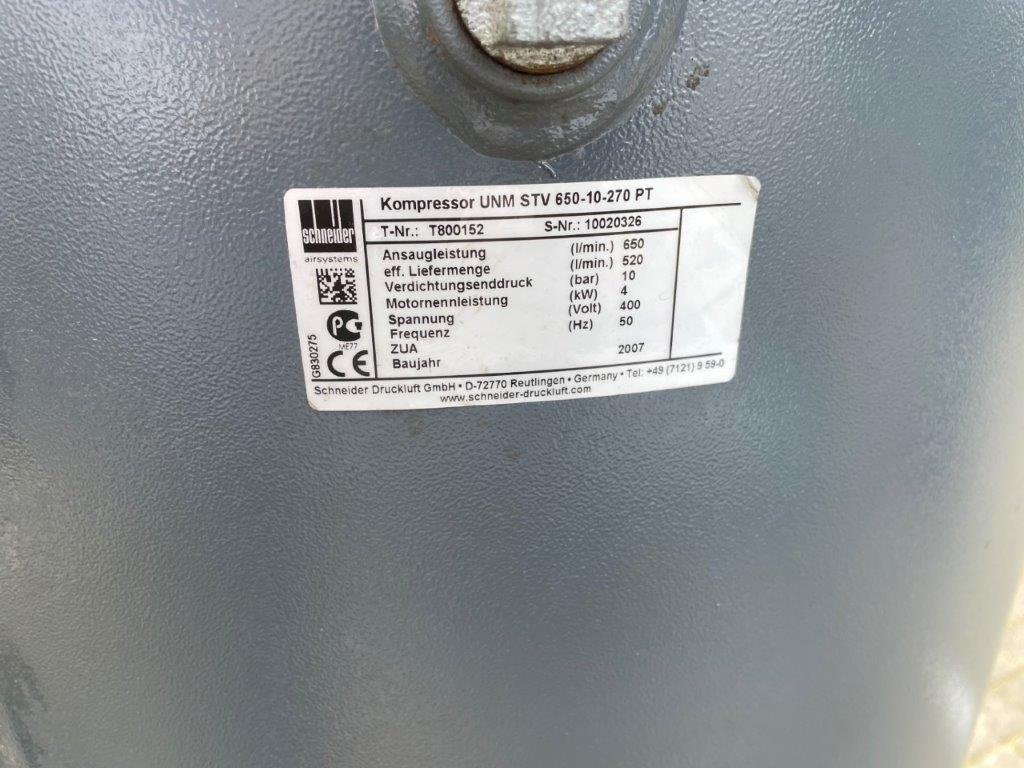 Kompressor UNM STV 650-10-270 PT
schneider
airsystems
T-Nr.: T800152 S-Nr.: 10020326
Ansaugleistung (l/min.) 650
eff. Liefermenge (l/min.) 520
Verdichtungsenddruck (bar) 10
Motornennleistung (kW) 4
Spannung (Volt) 400
Frequenz (Hz) 50
ZUA
Baujahr 2007
G830275
PG
ME77
CE
Schneider Druckluft GmbH • D-72770 Reutlingen • Germany • Tel: +49 (7121) 9 59-0
www.schneider-druckluft.com